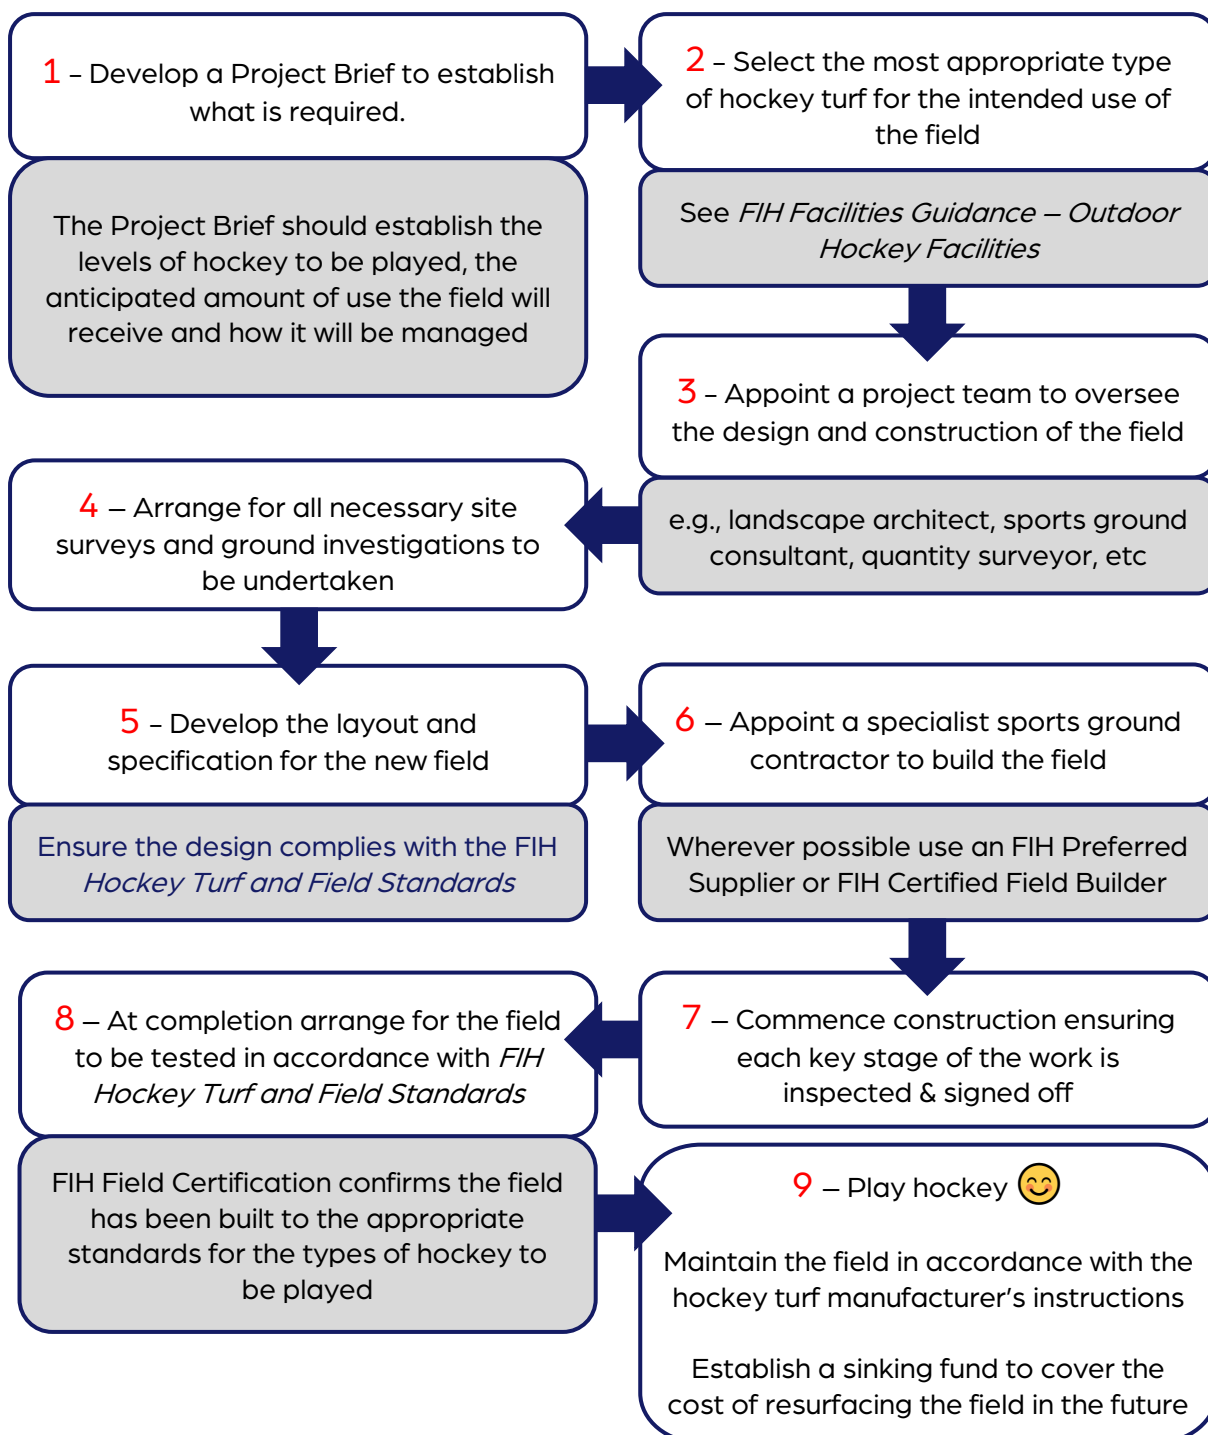 1 - Develop a Project Brief to establish
what is required.
The Project Brief should establish the
levels of hockey to be played, the
anticipated amount of use the field will
receive and how it will be managed
2 - Select the most appropriate type
of hockey turf for the intended use of
the field
See FIH Facilities Guidance – Outdoor
Hockey Facilities
3 - Appoint a project team to oversee
the design and construction of the field
e.g., landscape architect, sports ground
consultant, quantity surveyor, etc
4 – Arrange for all necessary site
surveys and ground investigations to
be undertaken
5 - Develop the layout and
specification for the new field
Ensure the design complies with the FIH
Hockey Turf and Field Standards
6 – Appoint a specialist sports ground
contractor to build the field
Wherever possible use an FIH Preferred
Supplier or FIH Certified Field Builder
7 – Commence construction ensuring
each key stage of the work is
inspected & signed off
8 – At completion arrange for the field
to be tested in accordance with FIH
Hockey Turf and Field Standards
FIH Field Certification confirms the field
has been built to the appropriate
standards for the types of hockey to
be played
9 – Play hockey 😊
Maintain the field in accordance with the
hockey turf manufacturer's instructions
Establish a sinking fund to cover the
cost of resurfacing the field in the future